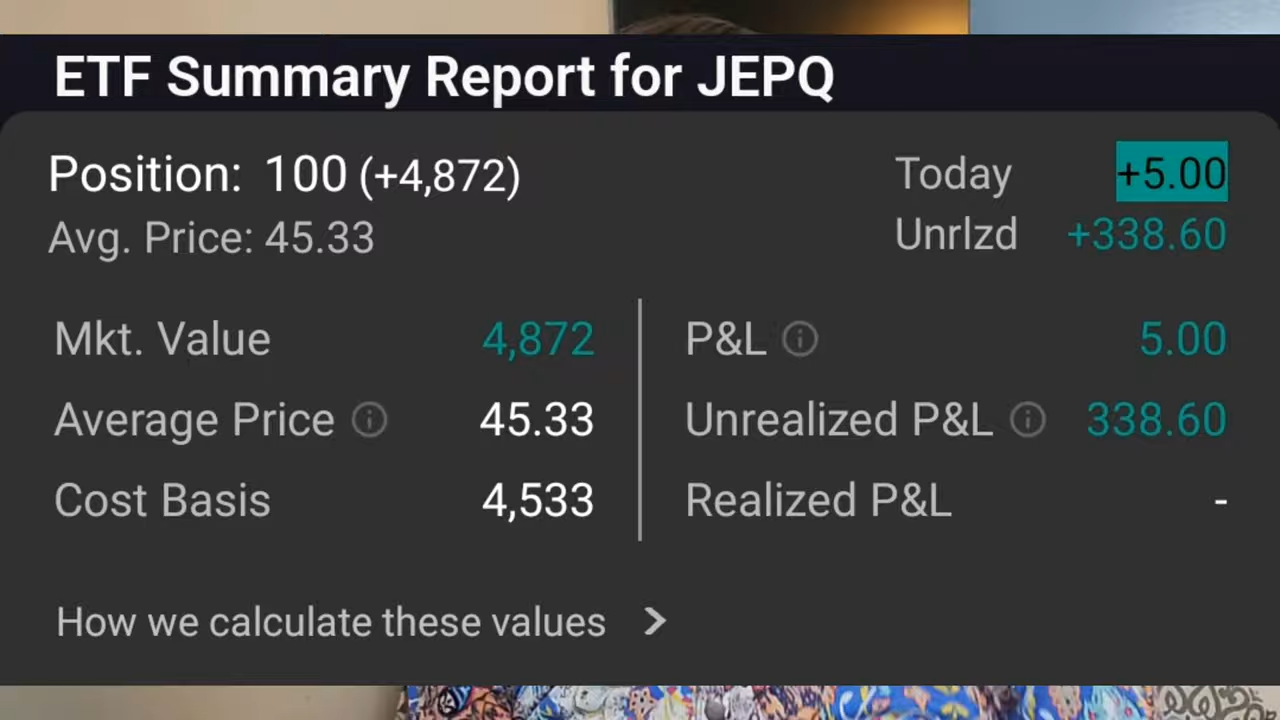 ETF Summary Report for JEPQ
Position: 100 (+4,872)
Today +5.00
Avg. Price: 45.33
Unrlzd +338.60
Mkt. Value 4,872
P&L 5.00
Average Price 45.33
Unrealized P&L 338.60
Cost Basis 4,533
Realized P&L -
How we calculate these values >